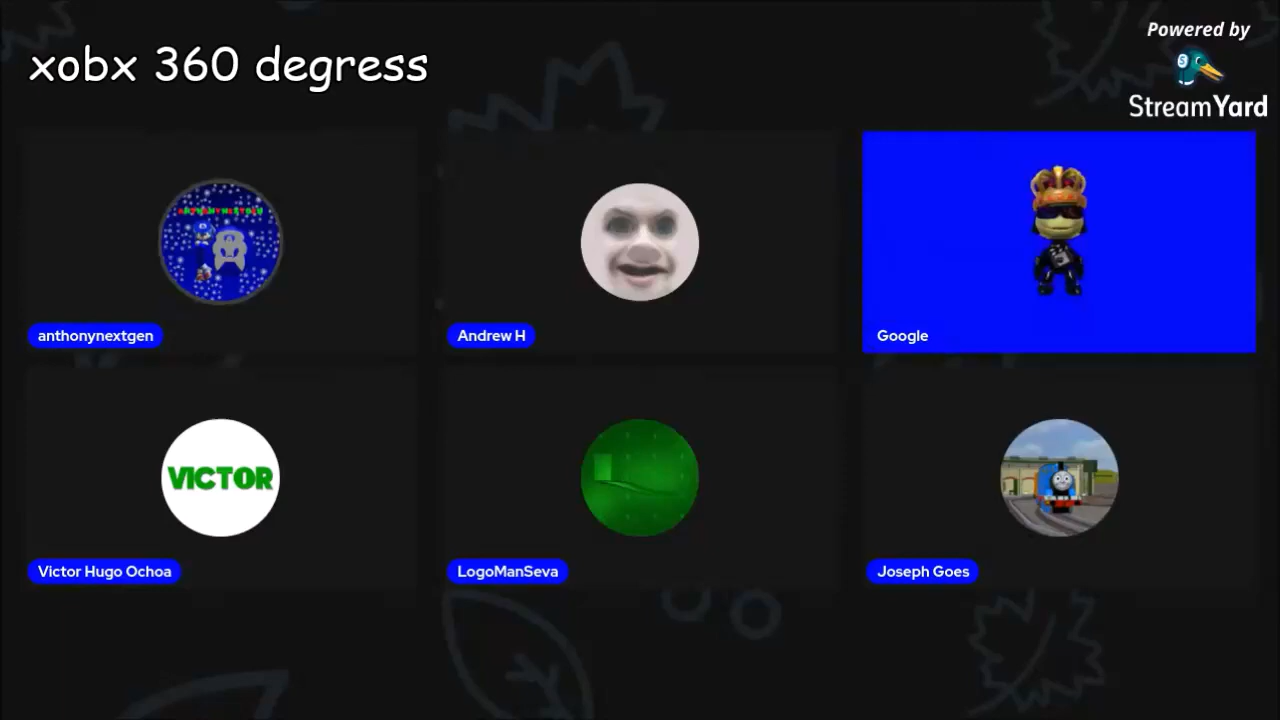 Powered by
StreamYard
xobx 360 degress
anthonynextgen
Andrew H
Google
VICTOR
Victor Hugo Ochoa
LogoManSeva
Joseph Goes